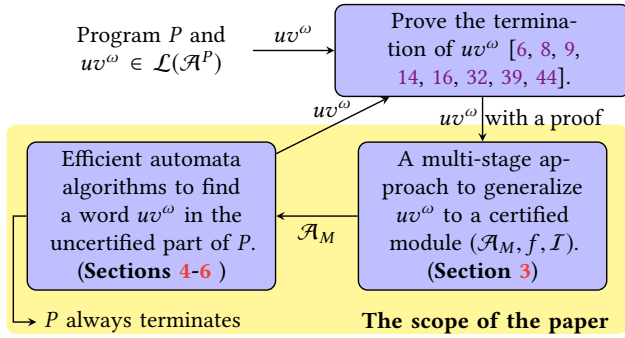 Program P and
uv^ω ∈ ℒ(𝒜^P)
uv^ω
Prove the termina-
tion of uv^ω [6, 8, 9,
14, 16, 32, 39, 44].
uv^ω
uv^ω with a proof
Efficient automata
algorithms to find
a word uv^ω in the
uncertified part of P.
(Sections 4-6 )
𝒜_M
A multi-stage ap-
proach to generalize
uv^ω to a certified
module (𝒜_M, f, ℐ).
(Section 3)
P always terminates
The scope of the paper